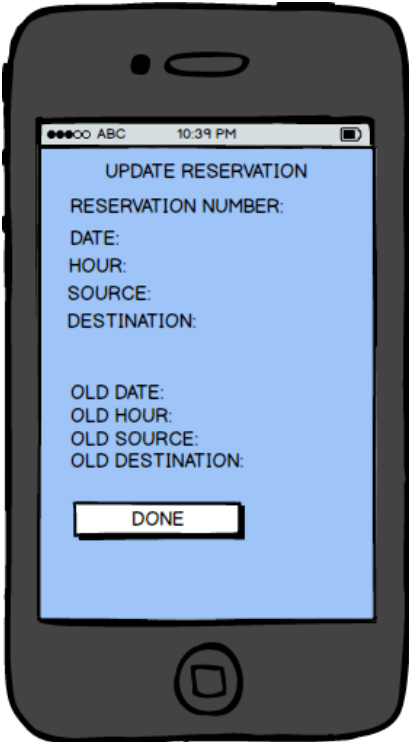 ABC 10:39 PM
UPDATE RESERVATION
RESERVATION NUMBER:
DATE:
HOUR:
SOURCE:
DESTINATION:
OLD DATE:
OLD HOUR:
OLD SOURCE:
OLD DESTINATION:
DONE